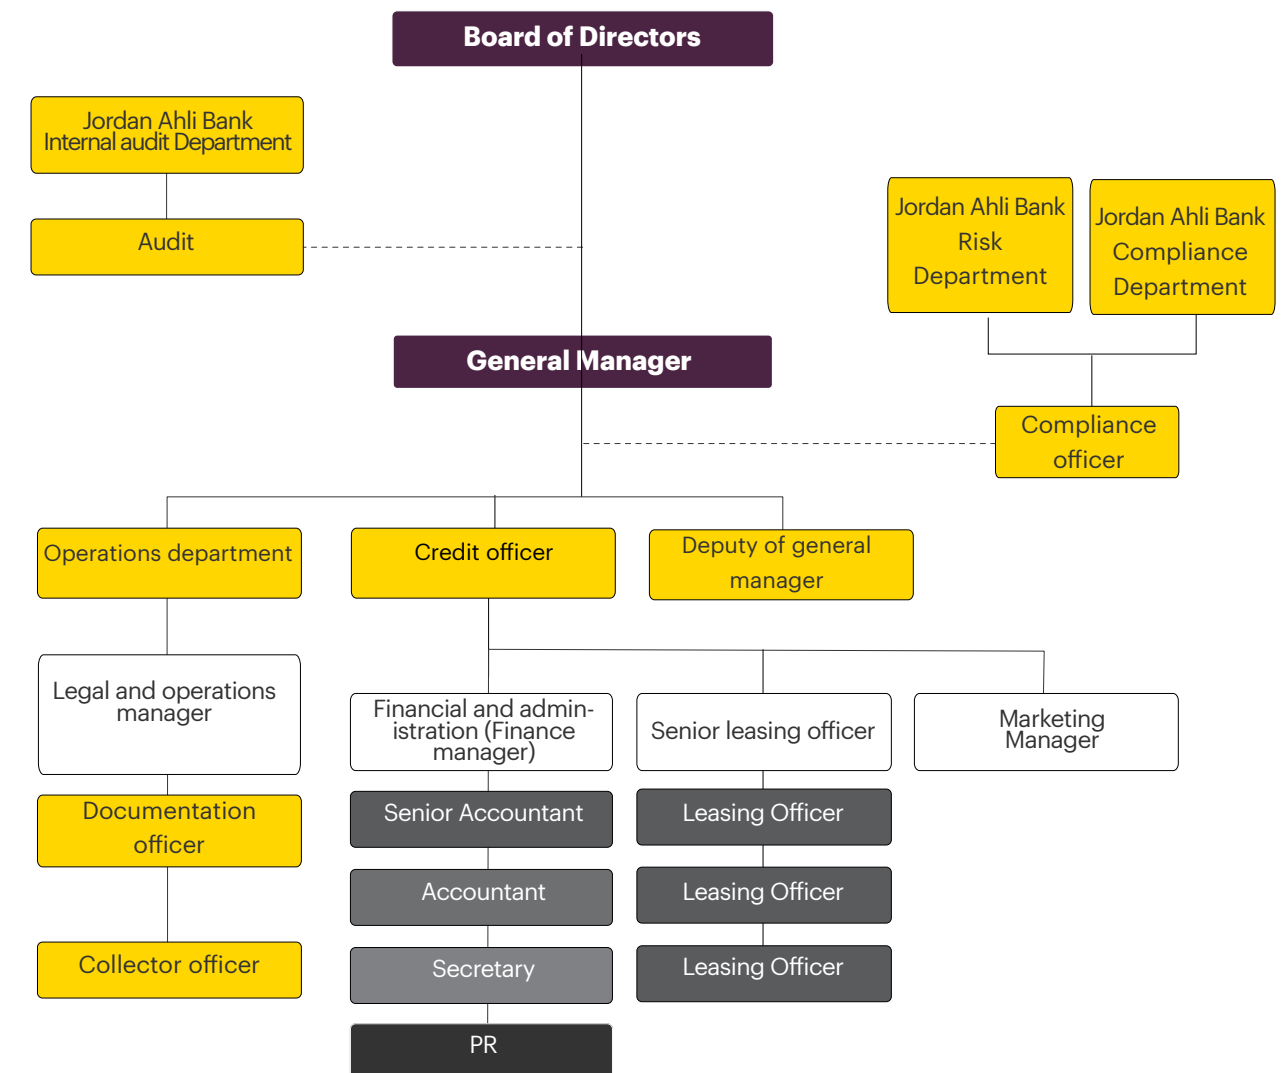 Board of Directors
Jordan Ahli Bank
Internal audit Department
Audit
Jordan Ahli Bank
Risk
Department
Jordan Ahli Bank
Compliance
Department
General Manager
Compliance
officer
Operations department
Credit officer
Deputy of general
manager
Legal and operations
manager
Financial and admin-
istration (Finance
manager)
Senior leasing officer
Marketing
Manager
Documentation
officer
Senior Accountant
Leasing Officer
Accountant
Leasing Officer
Collector officer
Secretary
Leasing Officer
PR